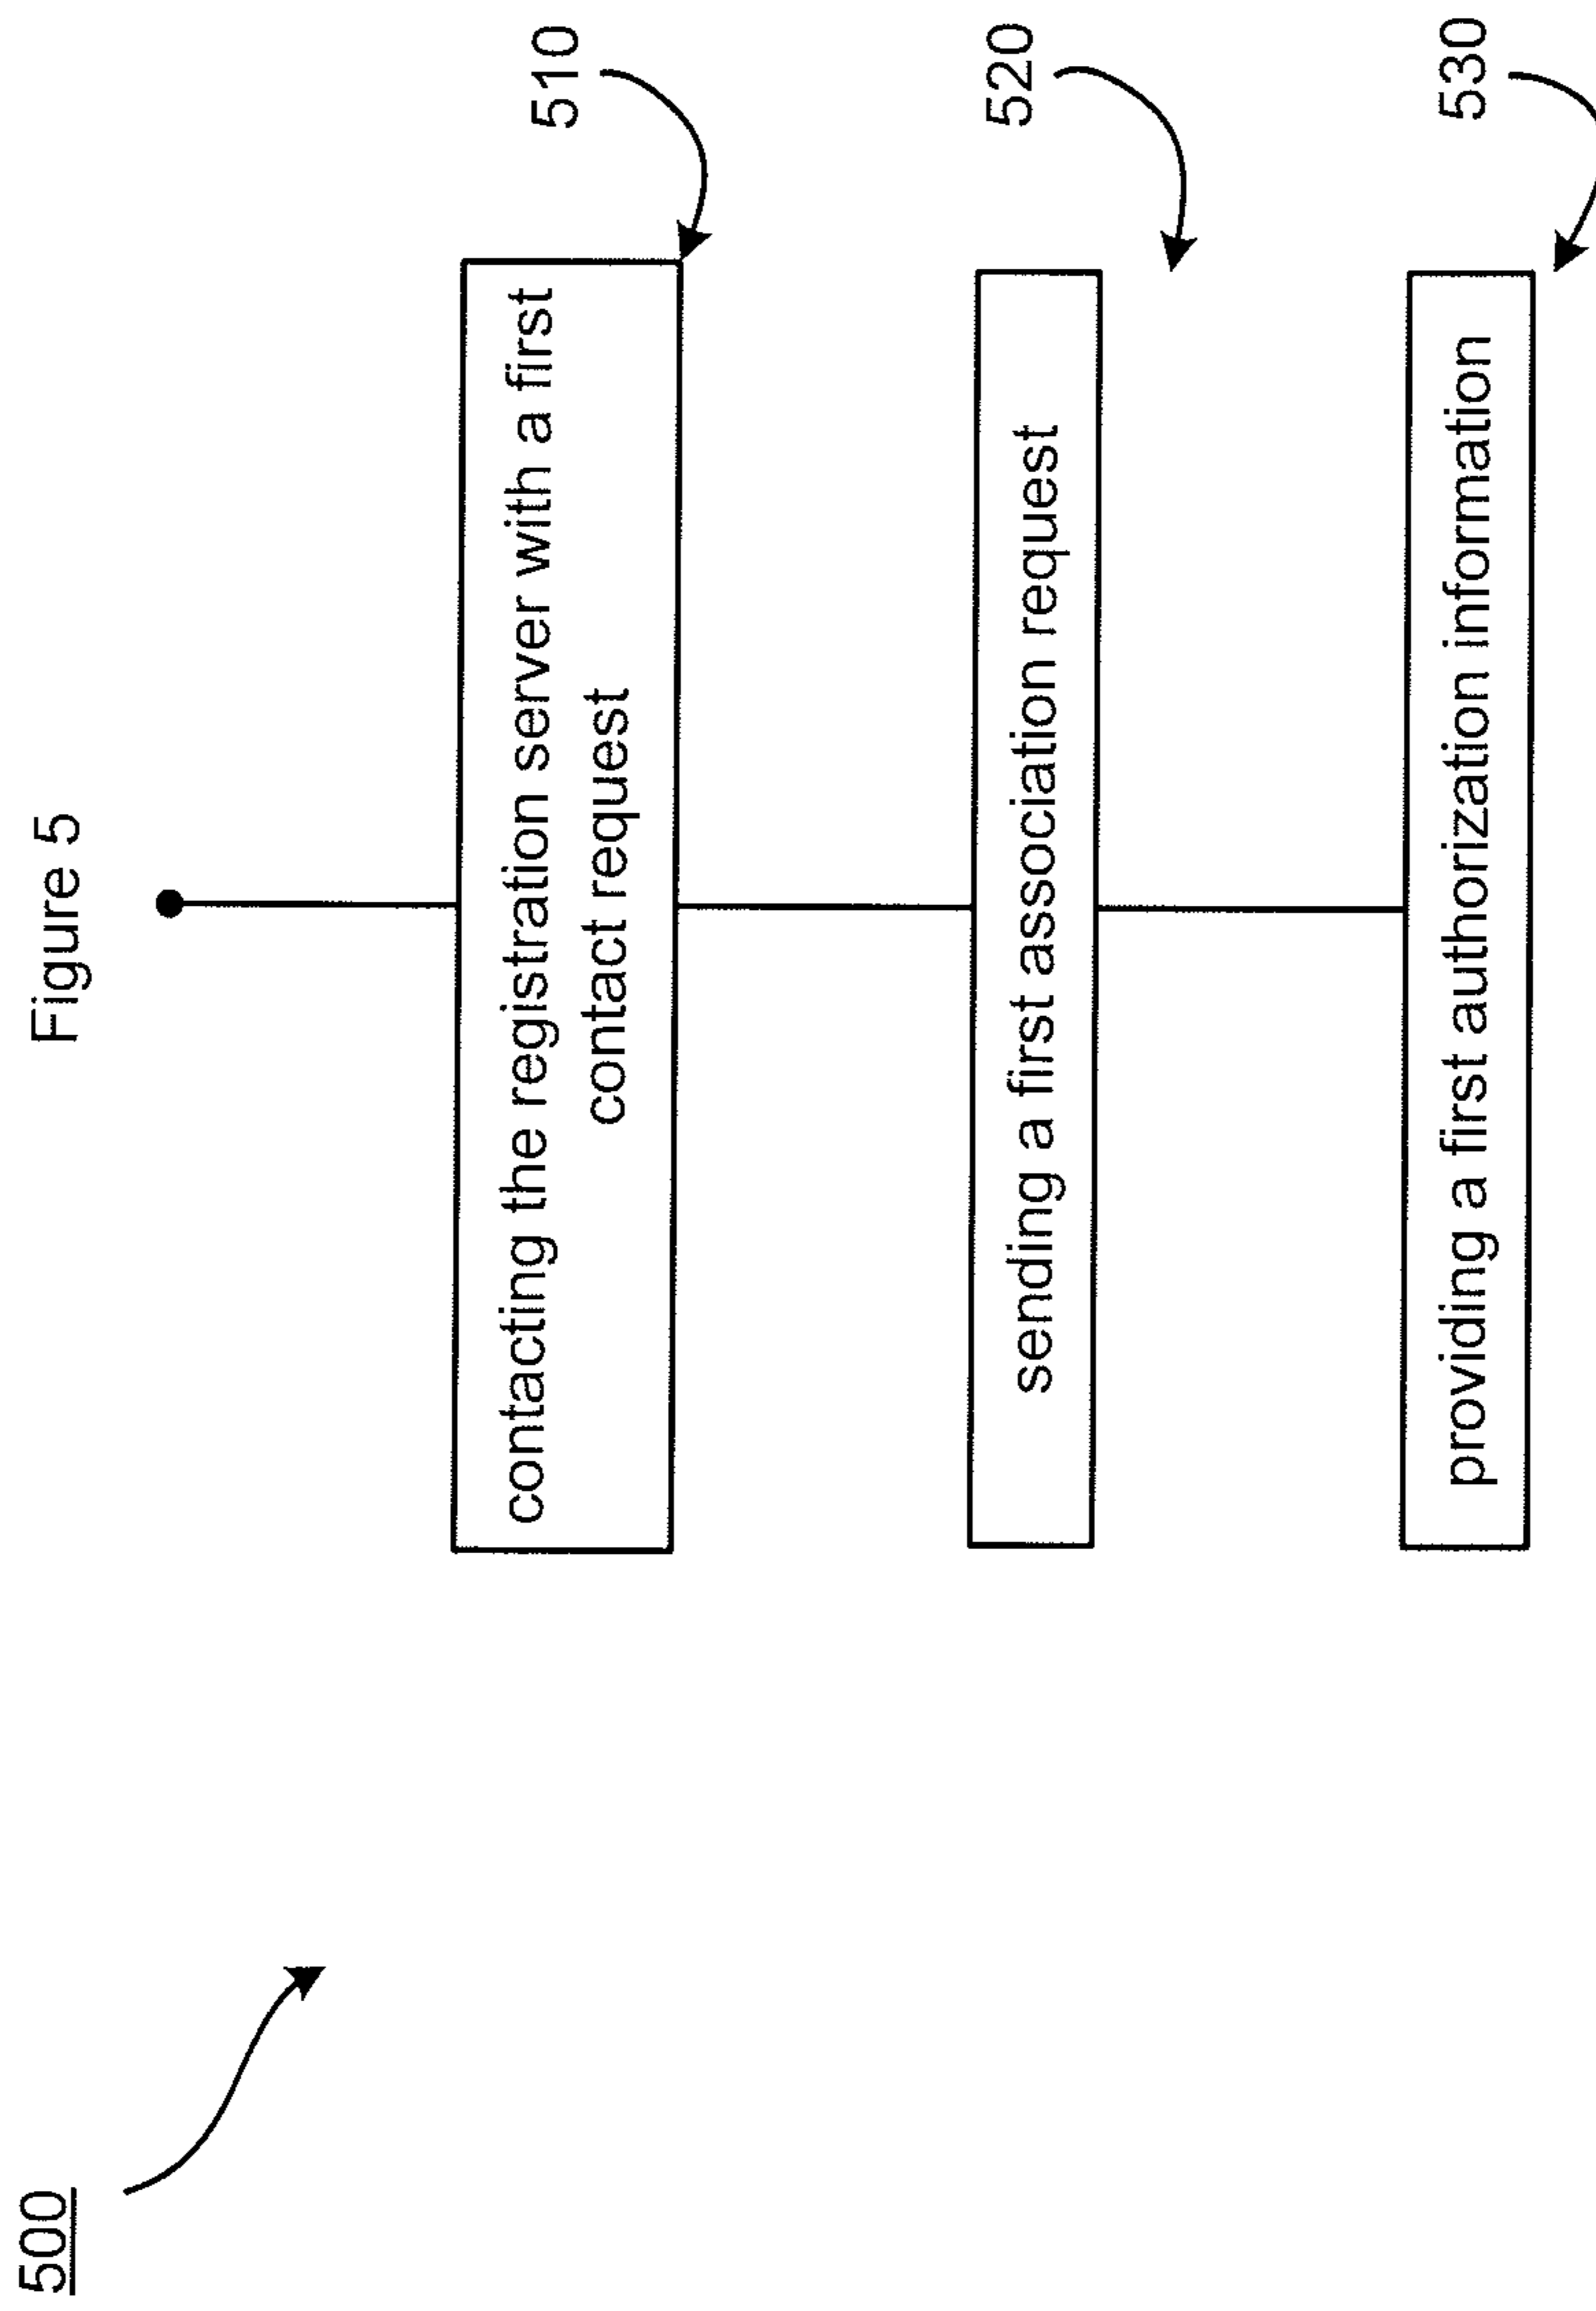 Figure 5
500
510
contacting the registration server with a first
contact request
520
sending a first association request
530
providing a first authorization information